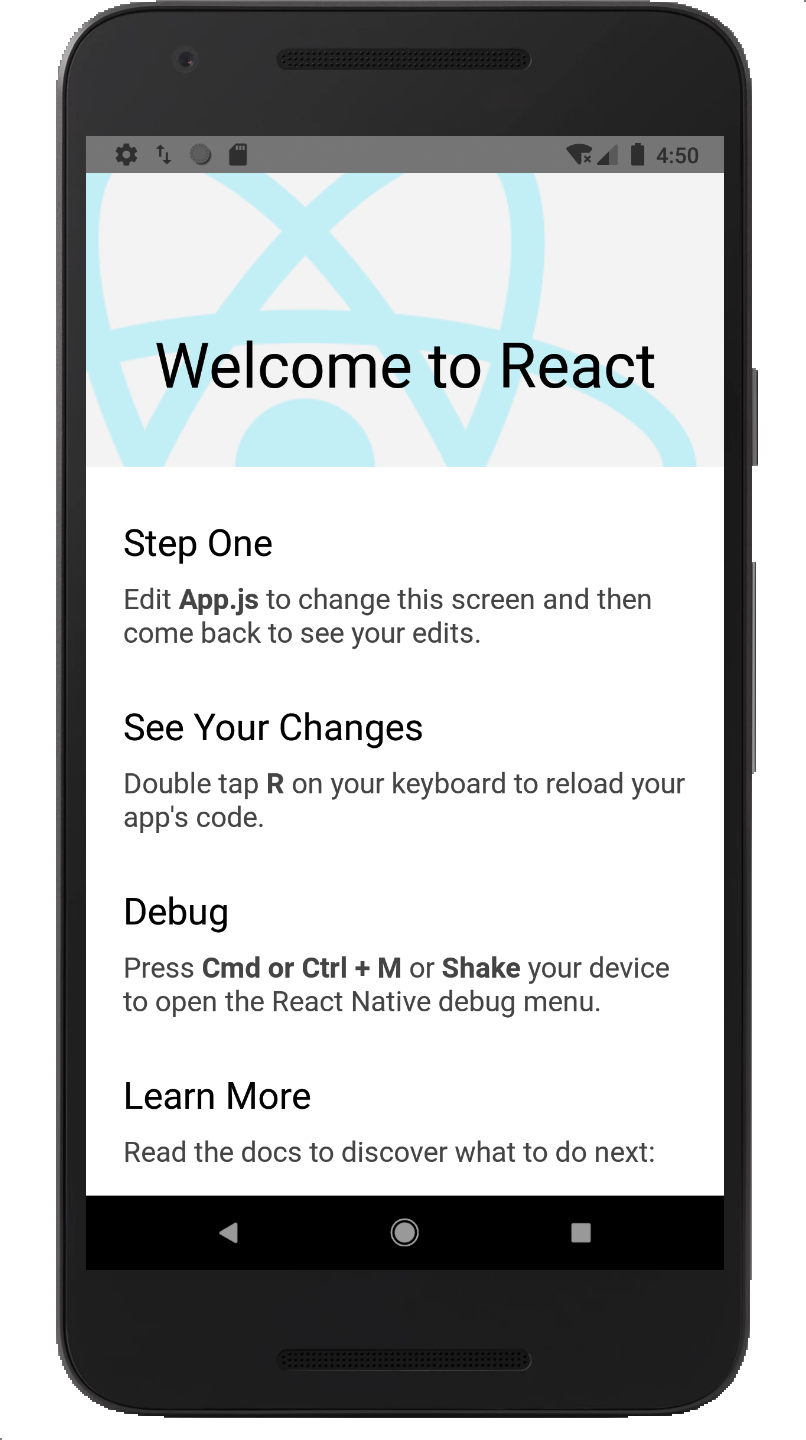 4:50
Welcome to React
Step One
Edit App.js to change this screen and then
come back to see your edits.
See Your Changes
Double tap R on your keyboard to reload your
app's code.
Debug
Press Cmd or Ctrl + M or Shake your device
to open the React Native debug menu.
Learn More
Read the docs to discover what to do next: